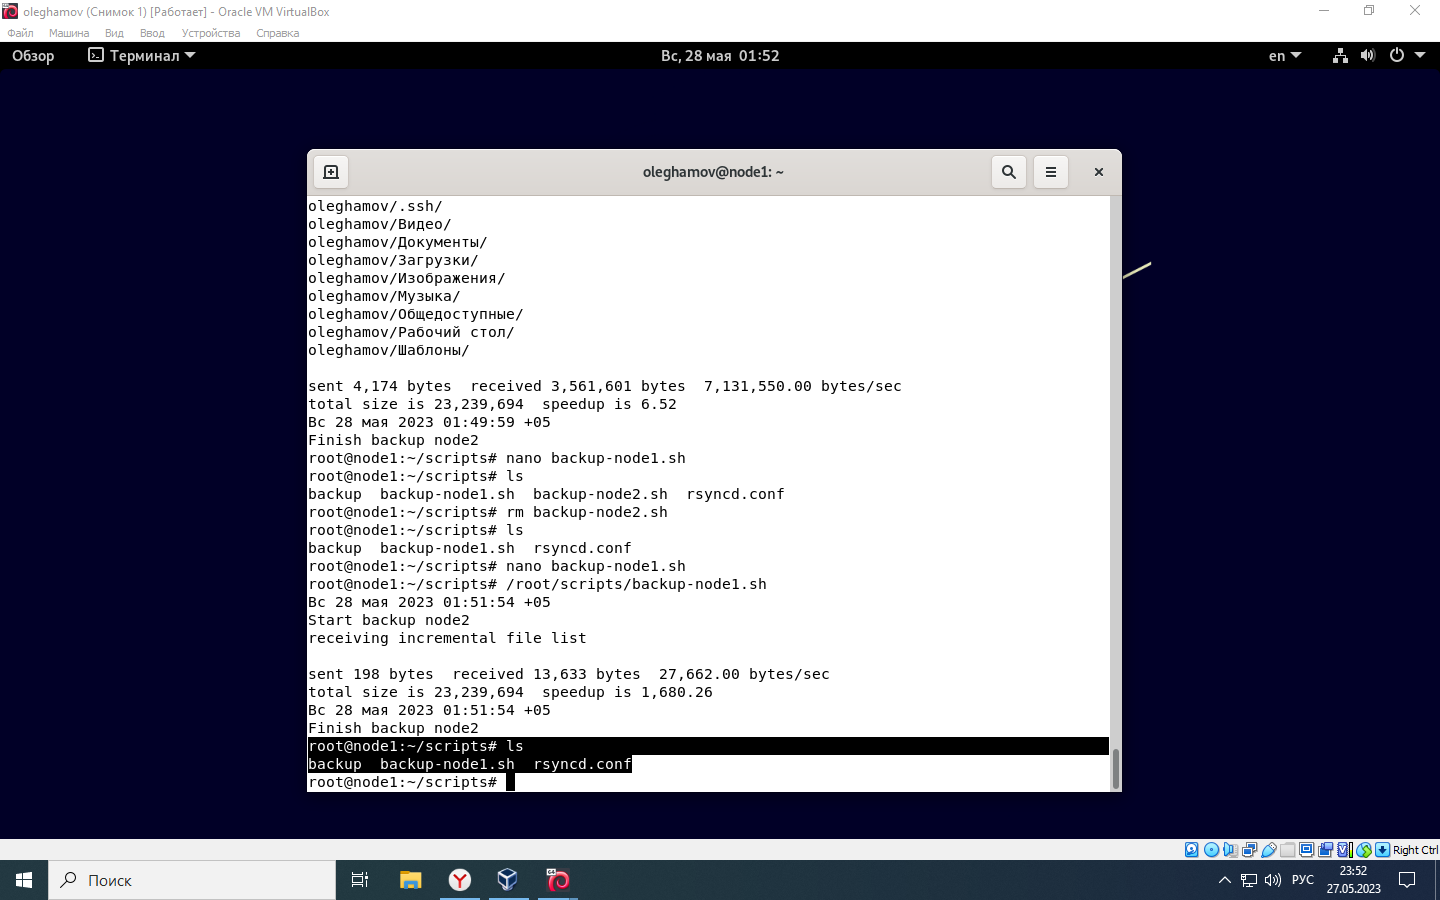 oleghamov (Снимок 1) [Работает] - Oracle VM VirtualBox
Файл Машина Вид Ввод Устройства Справка
Обзор Терминал Вс, 28 мая 01:52 en
oleghamov@node1: ~
oleghamov/.ssh/
oleghamov/Видео/
oleghamov/Документы/
oleghamov/Загрузки/
oleghamov/Изображения/
oleghamov/Музыка/
oleghamov/Общедоступные/
oleghamov/Рабочий стол/
oleghamov/Шаблоны/
sent 4,174 bytes  received 3,561,601 bytes  7,131,550.00 bytes/sec
total size is 23,239,694  speedup is 6.52
Вс 28 мая 2023 01:49:59 +05
Finish backup node2
root@node1:~/scripts# nano backup-node1.sh
root@node1:~/scripts# ls
backup  backup-node1.sh  backup-node2.sh  rsyncd.conf
root@node1:~/scripts# rm backup-node2.sh
root@node1:~/scripts# ls
backup  backup-node1.sh  rsyncd.conf
root@node1:~/scripts# nano backup-node1.sh
root@node1:~/scripts# /root/scripts/backup-node1.sh
Вс 28 мая 2023 01:51:54 +05
Start backup node2
receiving incremental file list
sent 198 bytes  received 13,633 bytes  27,662.00 bytes/sec
total size is 23,239,694  speedup is 1,680.26
Вс 28 мая 2023 01:51:54 +05
Finish backup node2
root@node1:~/scripts# ls
backup  backup-node1.sh  rsyncd.conf
root@node1:~/scripts#
Right Ctrl
Поиск РУС 23:52
27.05.2023